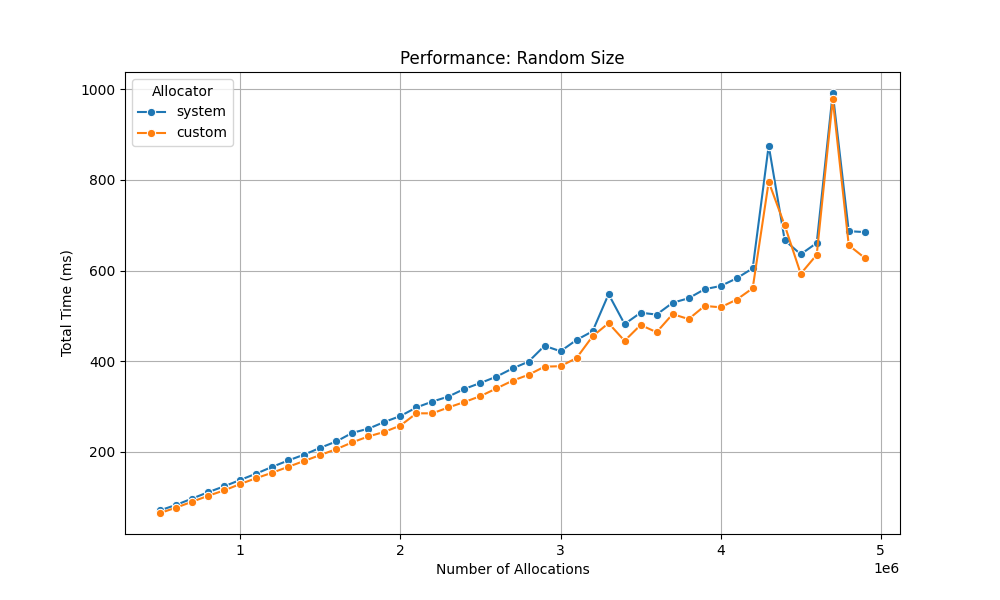 Performance: Random Size
Allocator
system
custom
Total Time (ms)
1000
800
600
400
200
1 2 3 4 5
1e6
Number of Allocations